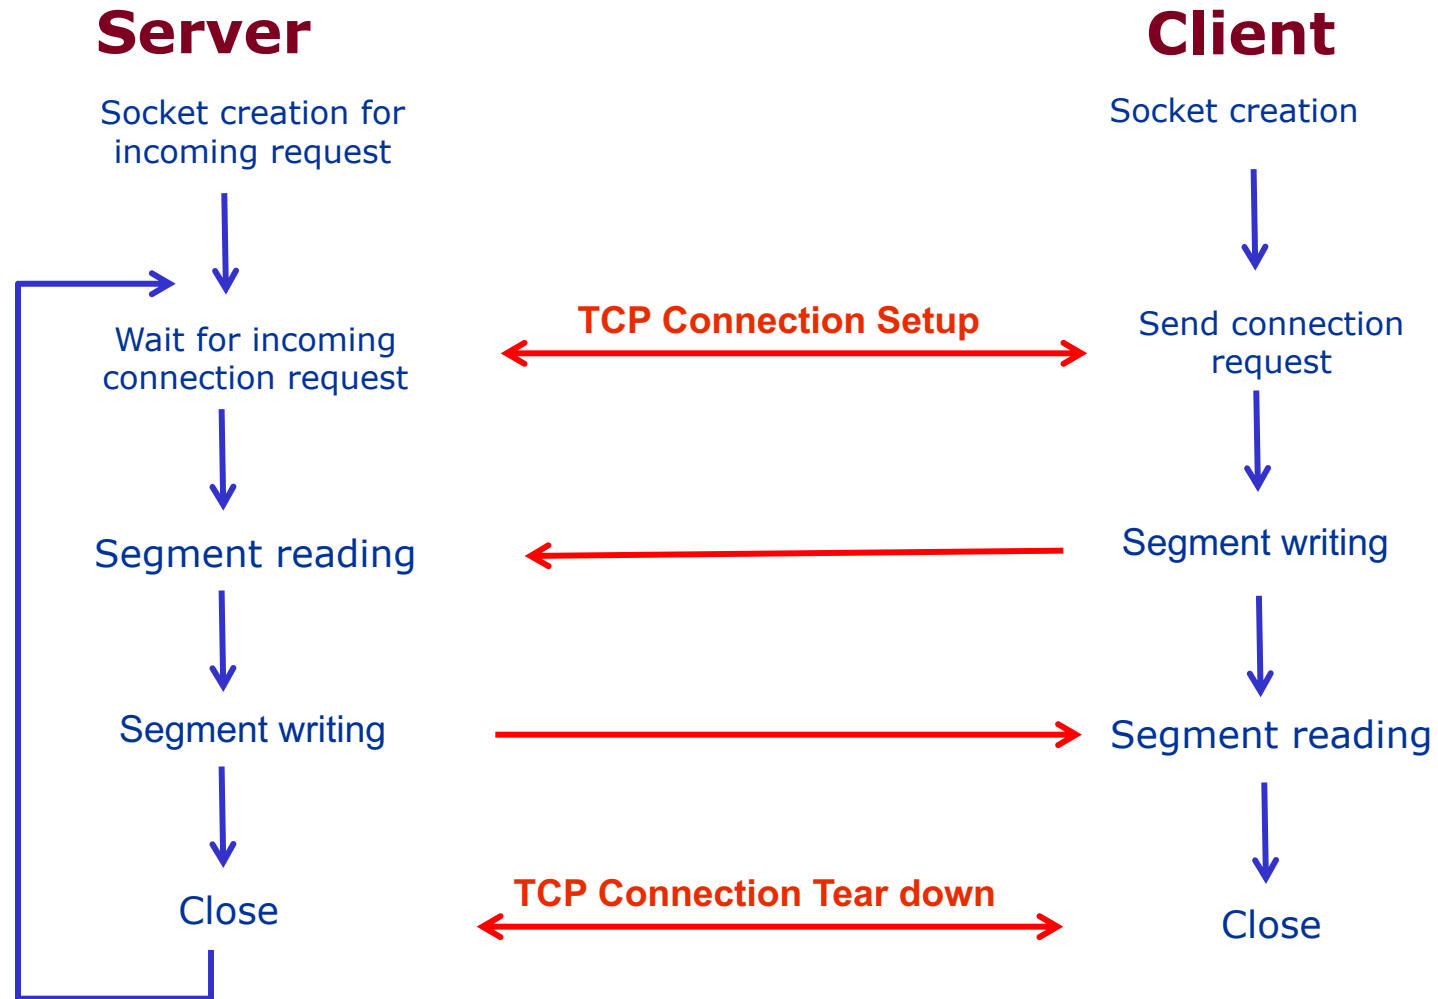 Server
Client
Socket creation for
incoming request
Socket creation
TCP Connection Setup
Wait for incoming
connection request
Send connection
request
Segment reading
Segment writing
Segment writing
Segment reading
TCP Connection Tear down
Close
Close